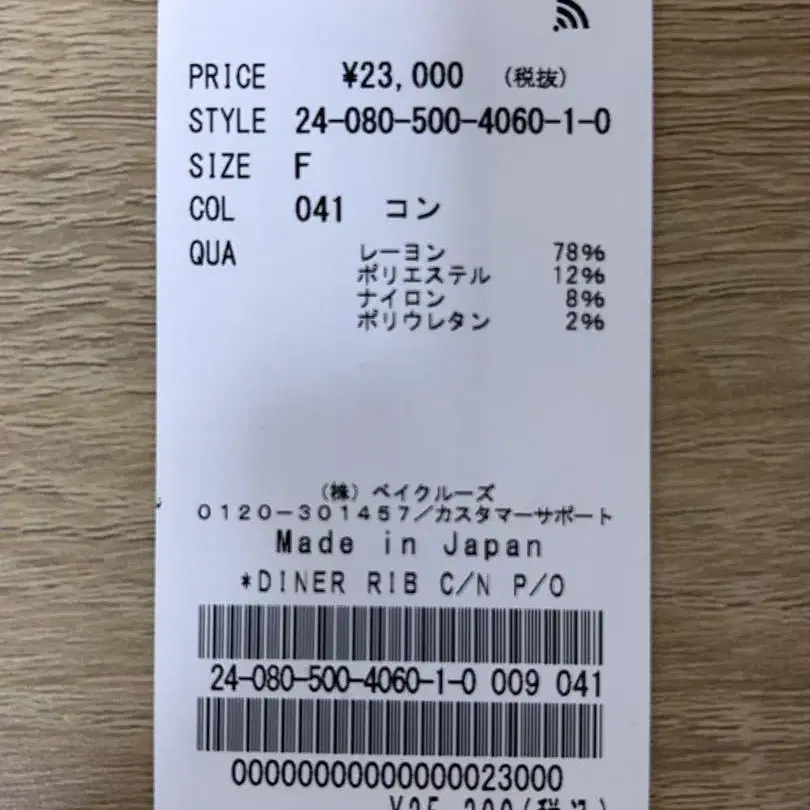 PRICE ¥23,000 (税抜)
STYLE 24-080-500-4060-1-0
SIZE F
COL 041 コン
QUA レーヨン 78%
ポリエステル 12%
ナイロン 8%
ポリウレタン 2%
(株)ベイクルーズ
0120-301457/カスタマーサポート
Made in Japan
*DINER RIB C/N P/O
24-080-500-4060-1-0 009 041
00000000000000023000